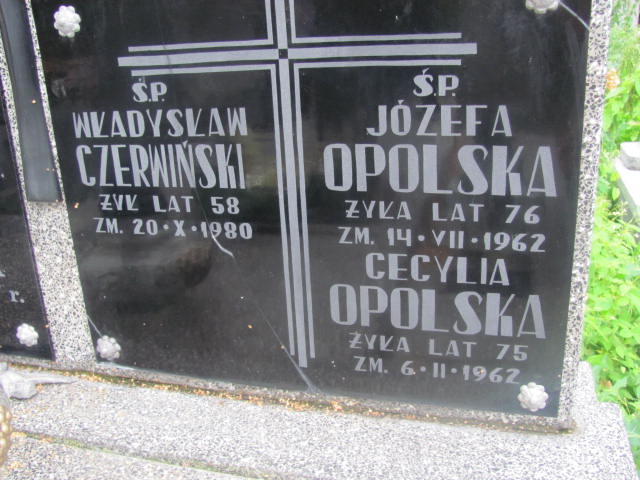 Ś.P.
WŁADYSŁAW
CZERWIŃSKI
ŻYŁ LAT 58
ZM. 20·X·1980
Ś.P.
JÓZEFA
OPOLSKA
ŻYŁA LAT 76
ZM. 14·VII·1962
CECYLIA
OPOLSKA
ŻYŁA LAT 75
ZM. 6·II·1962
r.